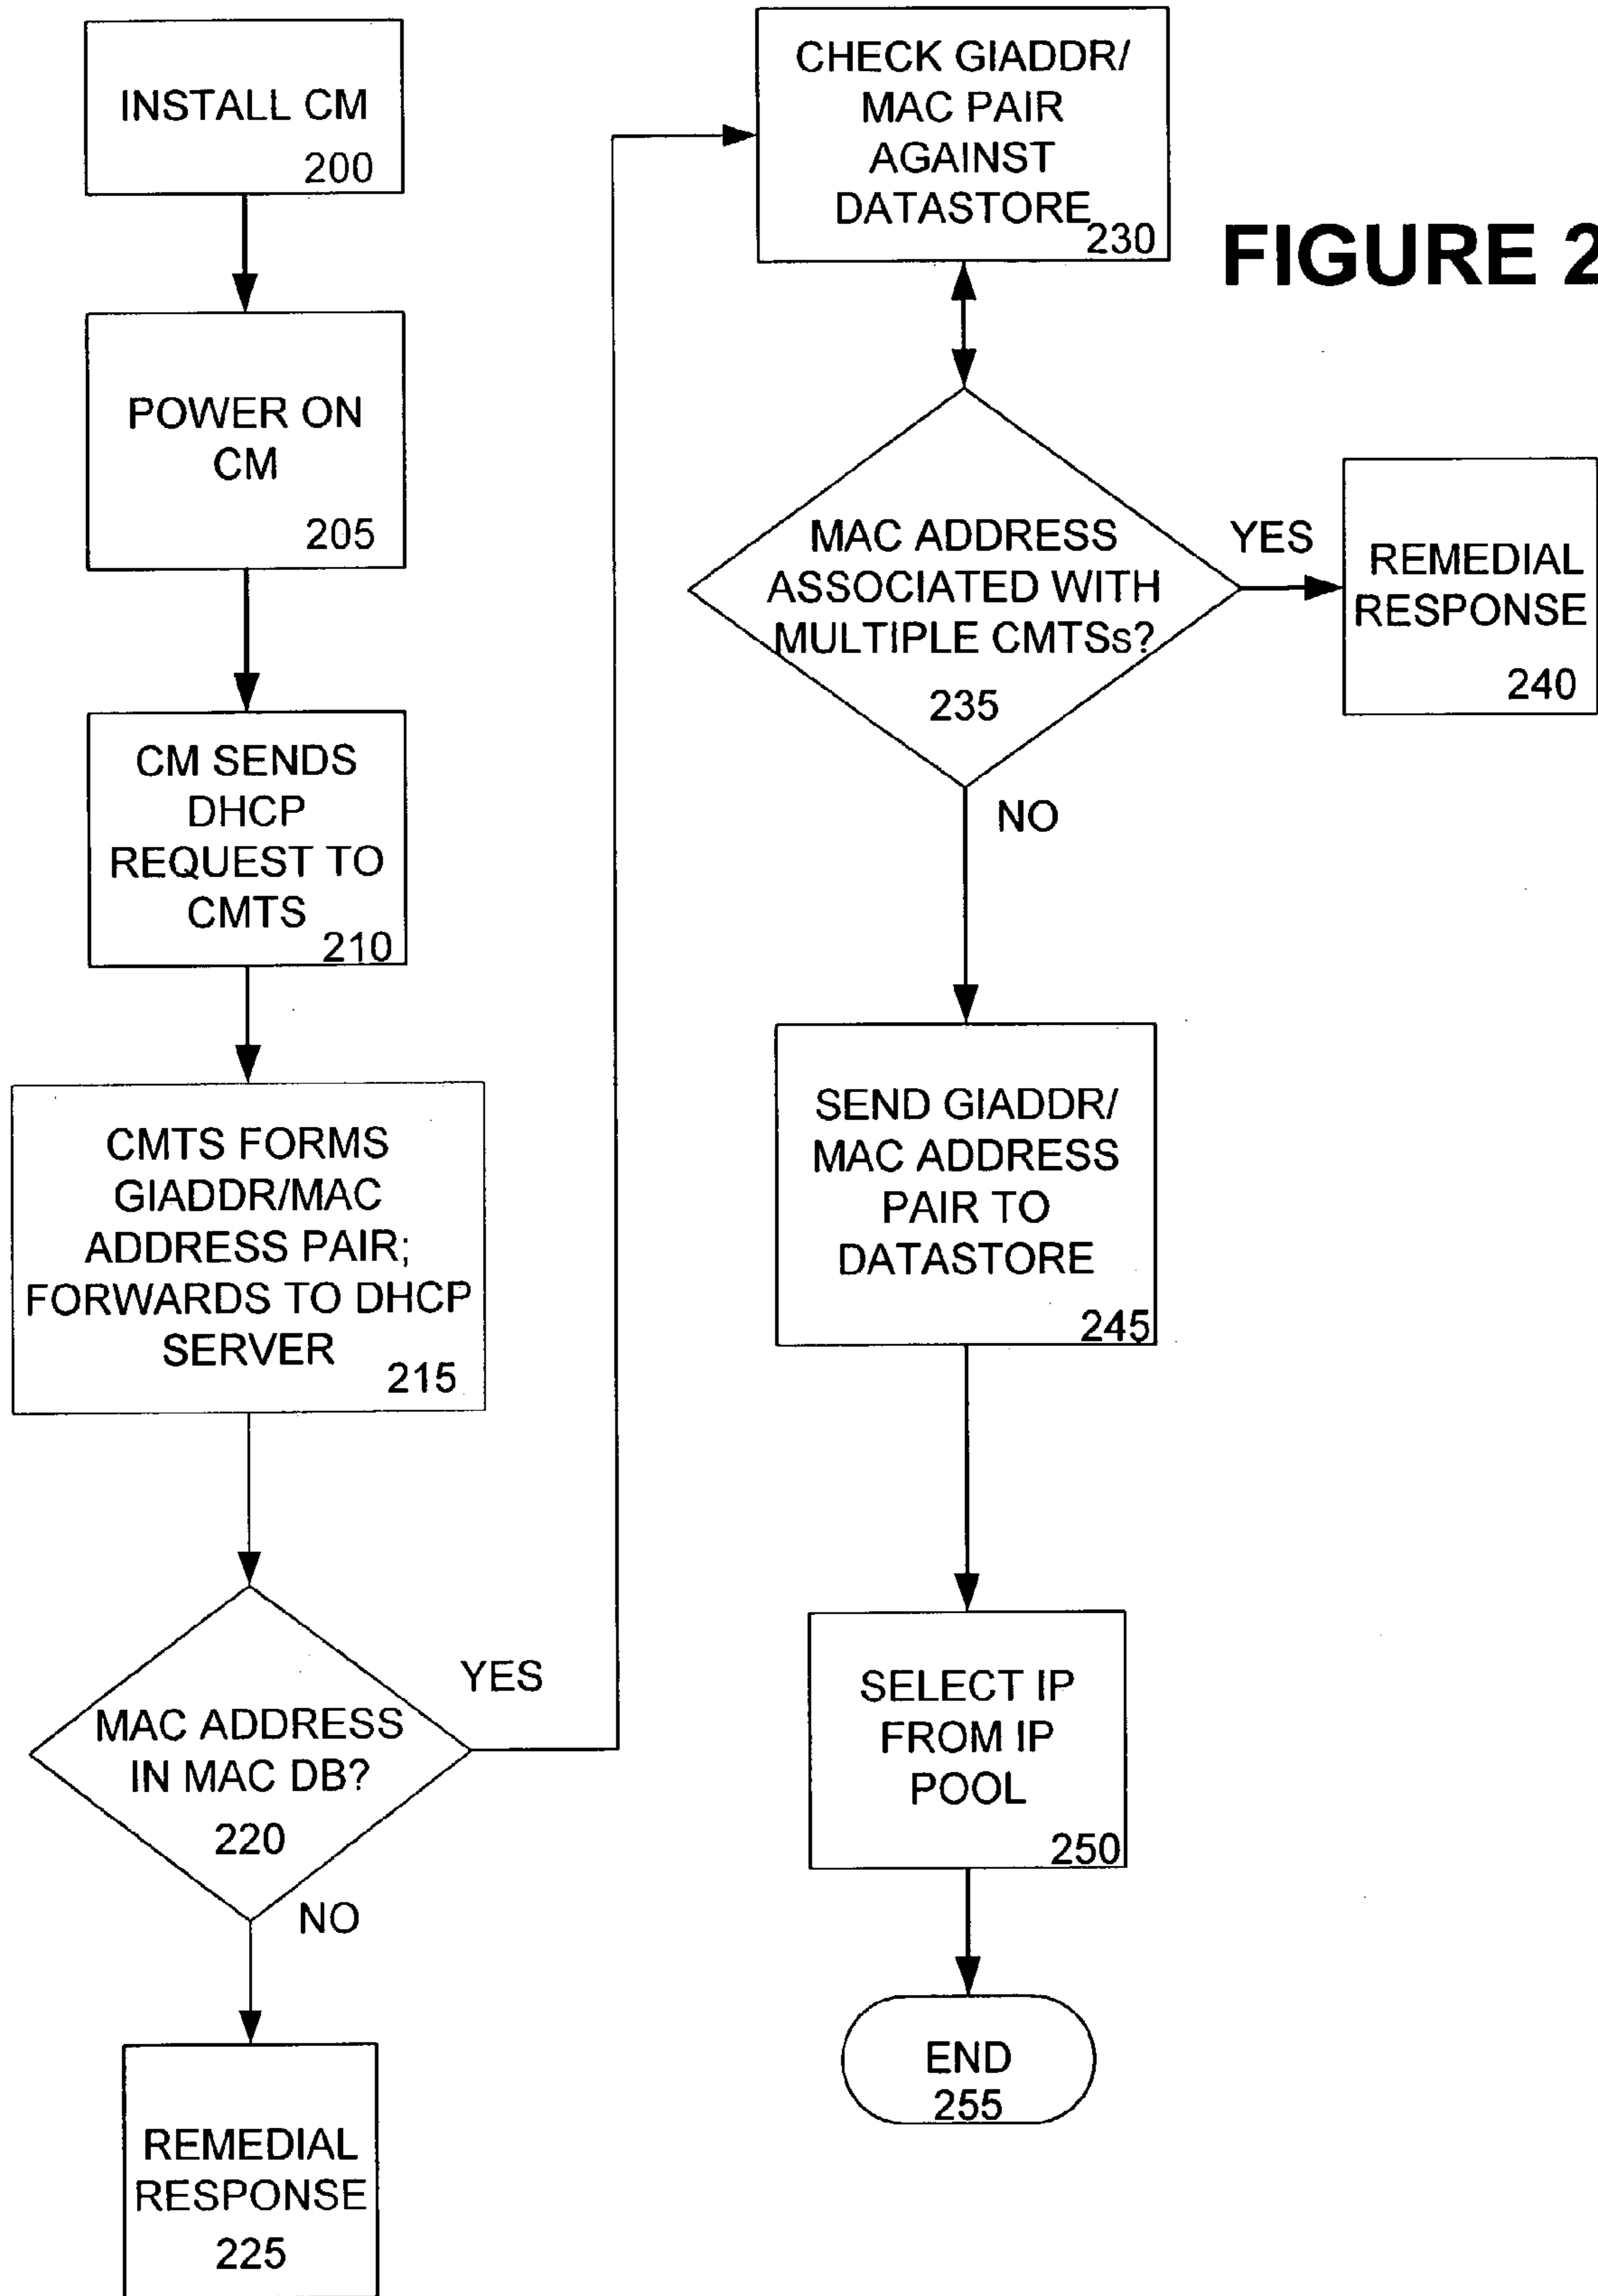 INSTALL CM
200
POWER ON
CM
205
CM SENDS
DHCP
REQUEST TO
CMTS
210
CMTS FORMS
GIADDR/MAC
ADDRESS PAIR;
FORWARDS TO DHCP
SERVER
215
MAC ADDRESS
IN MAC DB?
220
YES
NO
REMEDIAL
RESPONSE
225
CHECK GIADDR/
MAC PAIR
AGAINST
DATASTORE
230
FIGURE 2
MAC ADDRESS
ASSOCIATED WITH
MULTIPLE CMTSs?
235
YES
REMEDIAL
RESPONSE
240
NO
SEND GIADDR/
MAC ADDRESS
PAIR TO
DATASTORE
245
SELECT IP
FROM IP
POOL
250
END
255